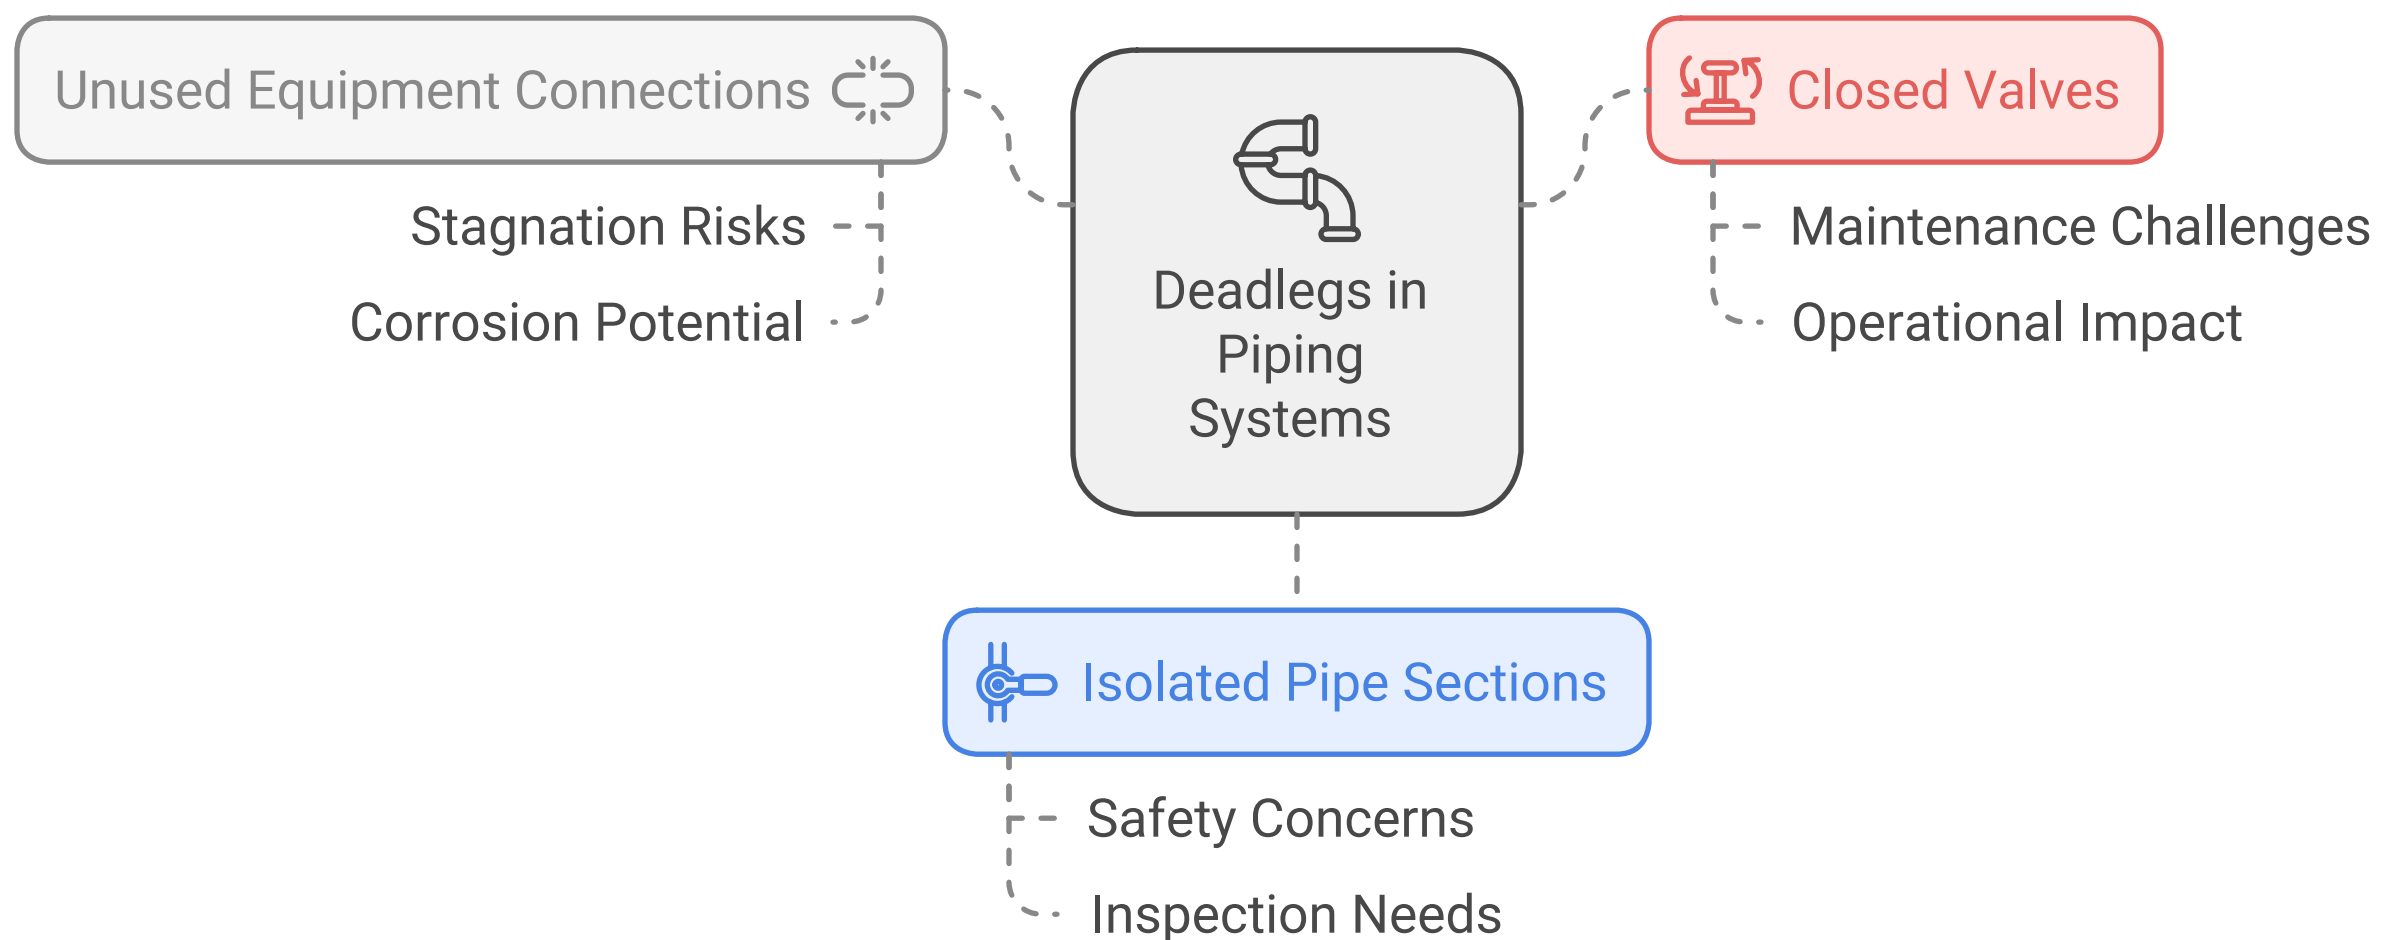 Unused Equipment Connections
Stagnation Risks
Corrosion Potential
Deadlegs in
Piping
Systems
Closed Valves
Maintenance Challenges
Operational Impact
Isolated Pipe Sections
Safety Concerns
Inspection Needs